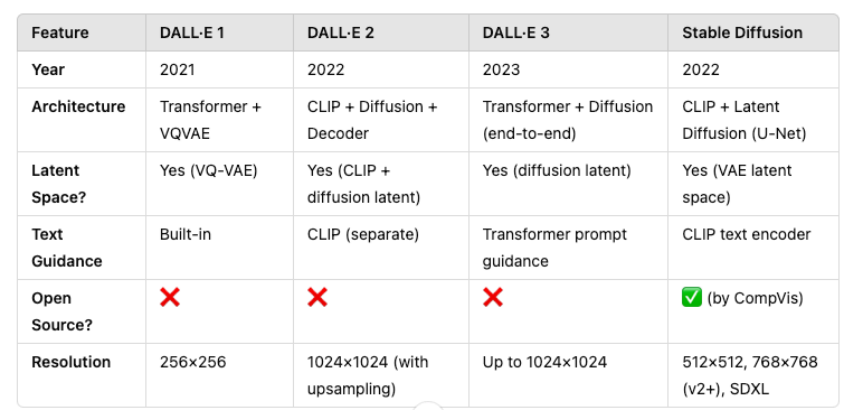 Feature DALL·E 1 DALL·E 2 DALL·E 3 Stable Diffusion
Year 2021 2022 2023 2022
Architecture Transformer + CLIP + Diffusion + Transformer + Diffusion CLIP + Latent
VQVAE Decoder (end-to-end) Diffusion (U-Net)
Latent Yes (VQ-VAE) Yes (CLIP + Yes (diffusion latent) Yes (VAE latent
Space? diffusion latent) space)
Text Built-in CLIP (separate) Transformer prompt CLIP text encoder
Guidance guidance
Open ❌ ❌ ❌ ✅ (by CompVis)
Source?
Resolution 256×256 1024×1024 (with Up to 1024×1024 512×512, 768×768
upsampling) (v2+), SDXL